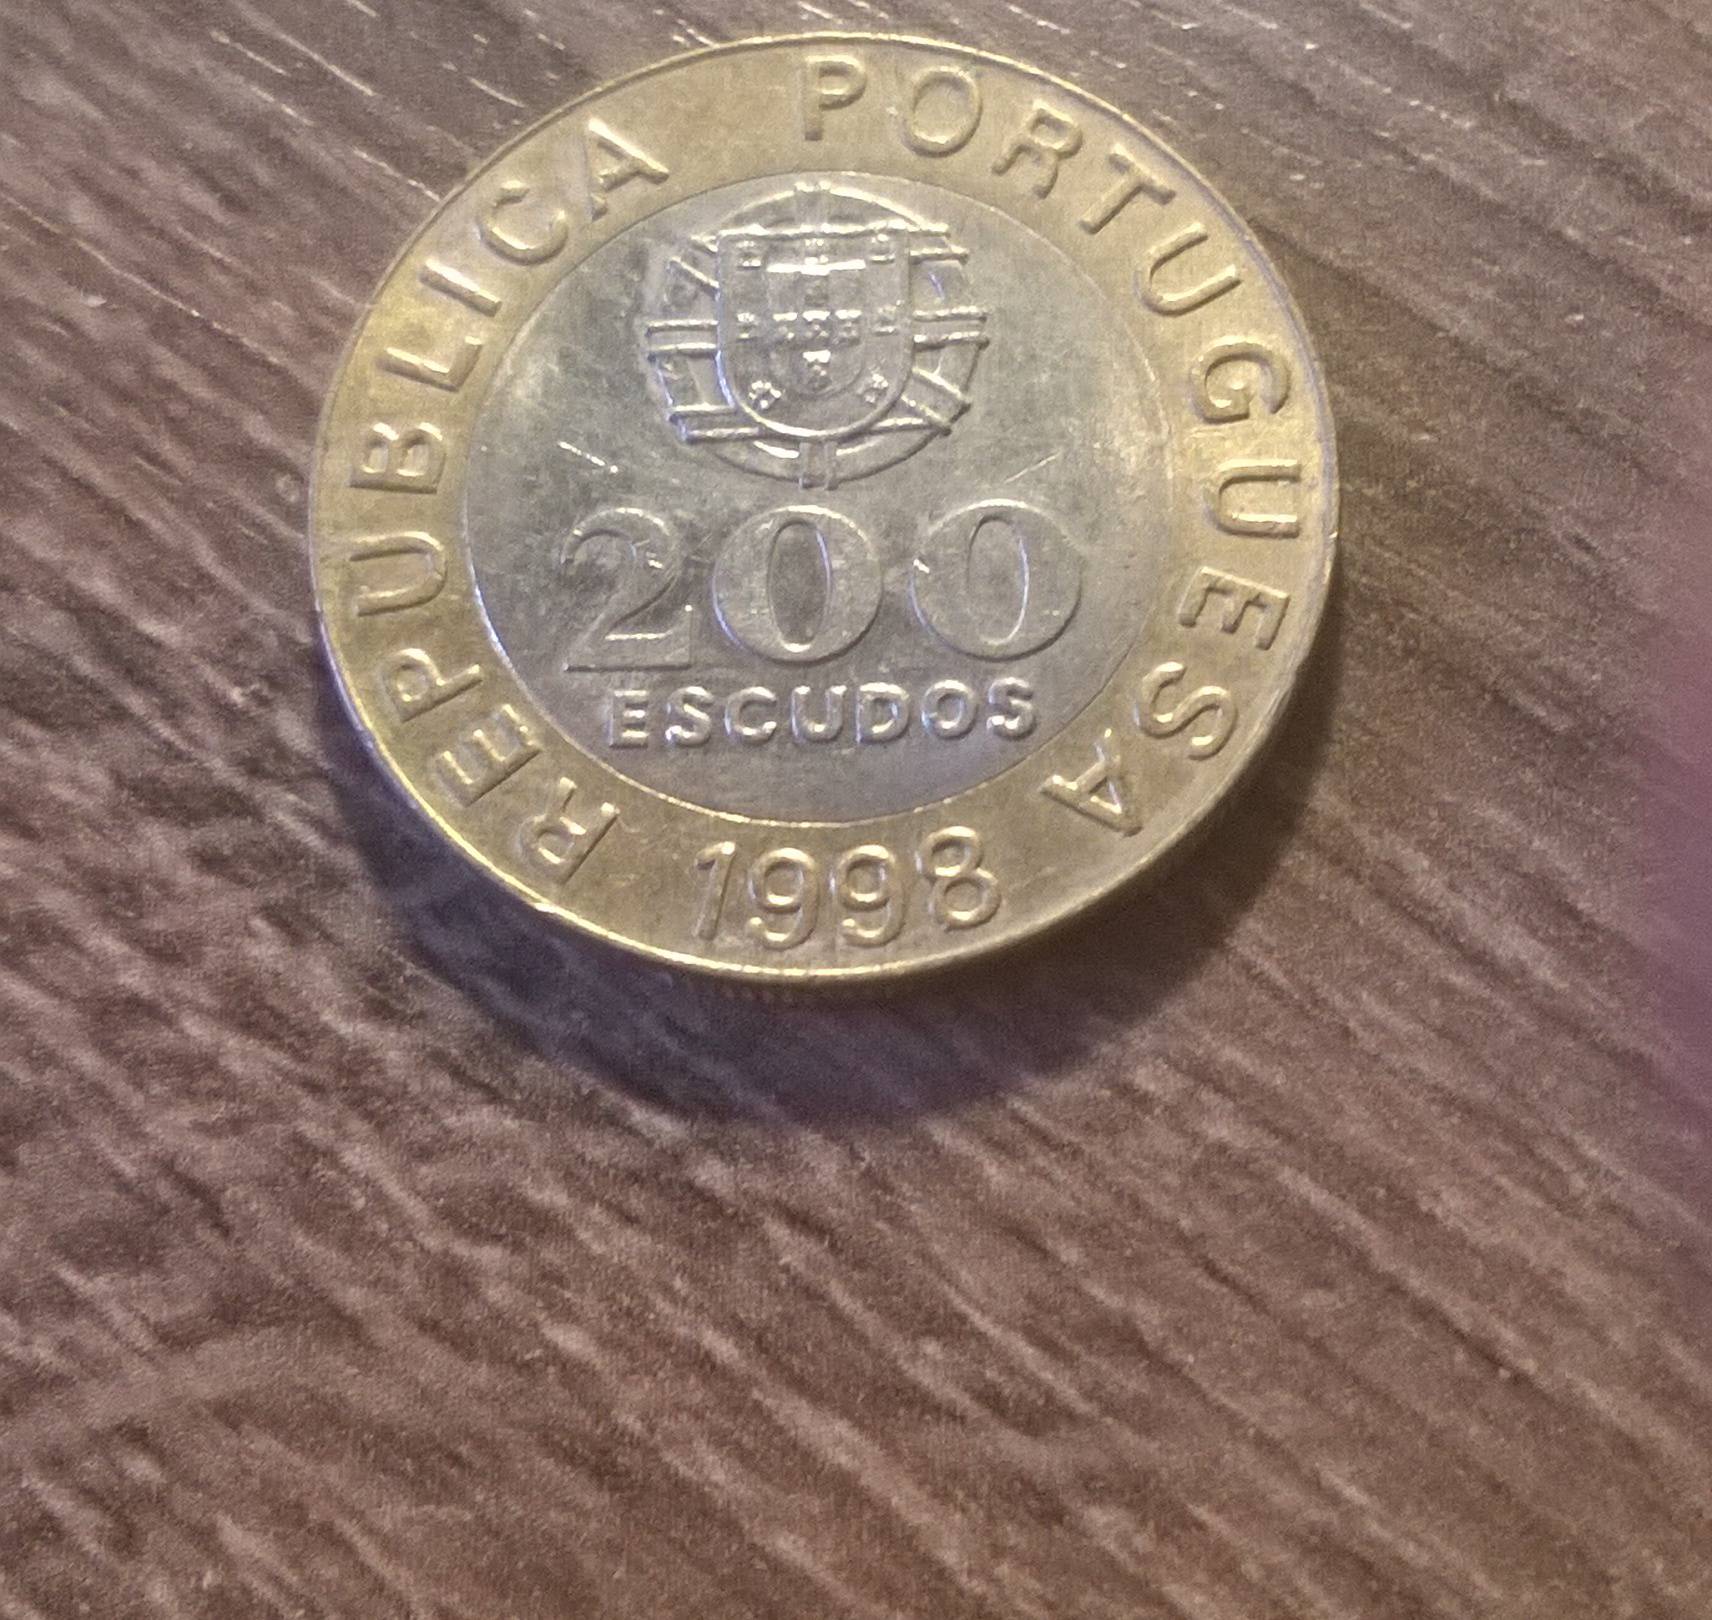 REPUBLICA PORTUGUESA
200
ESCUDOS
1998